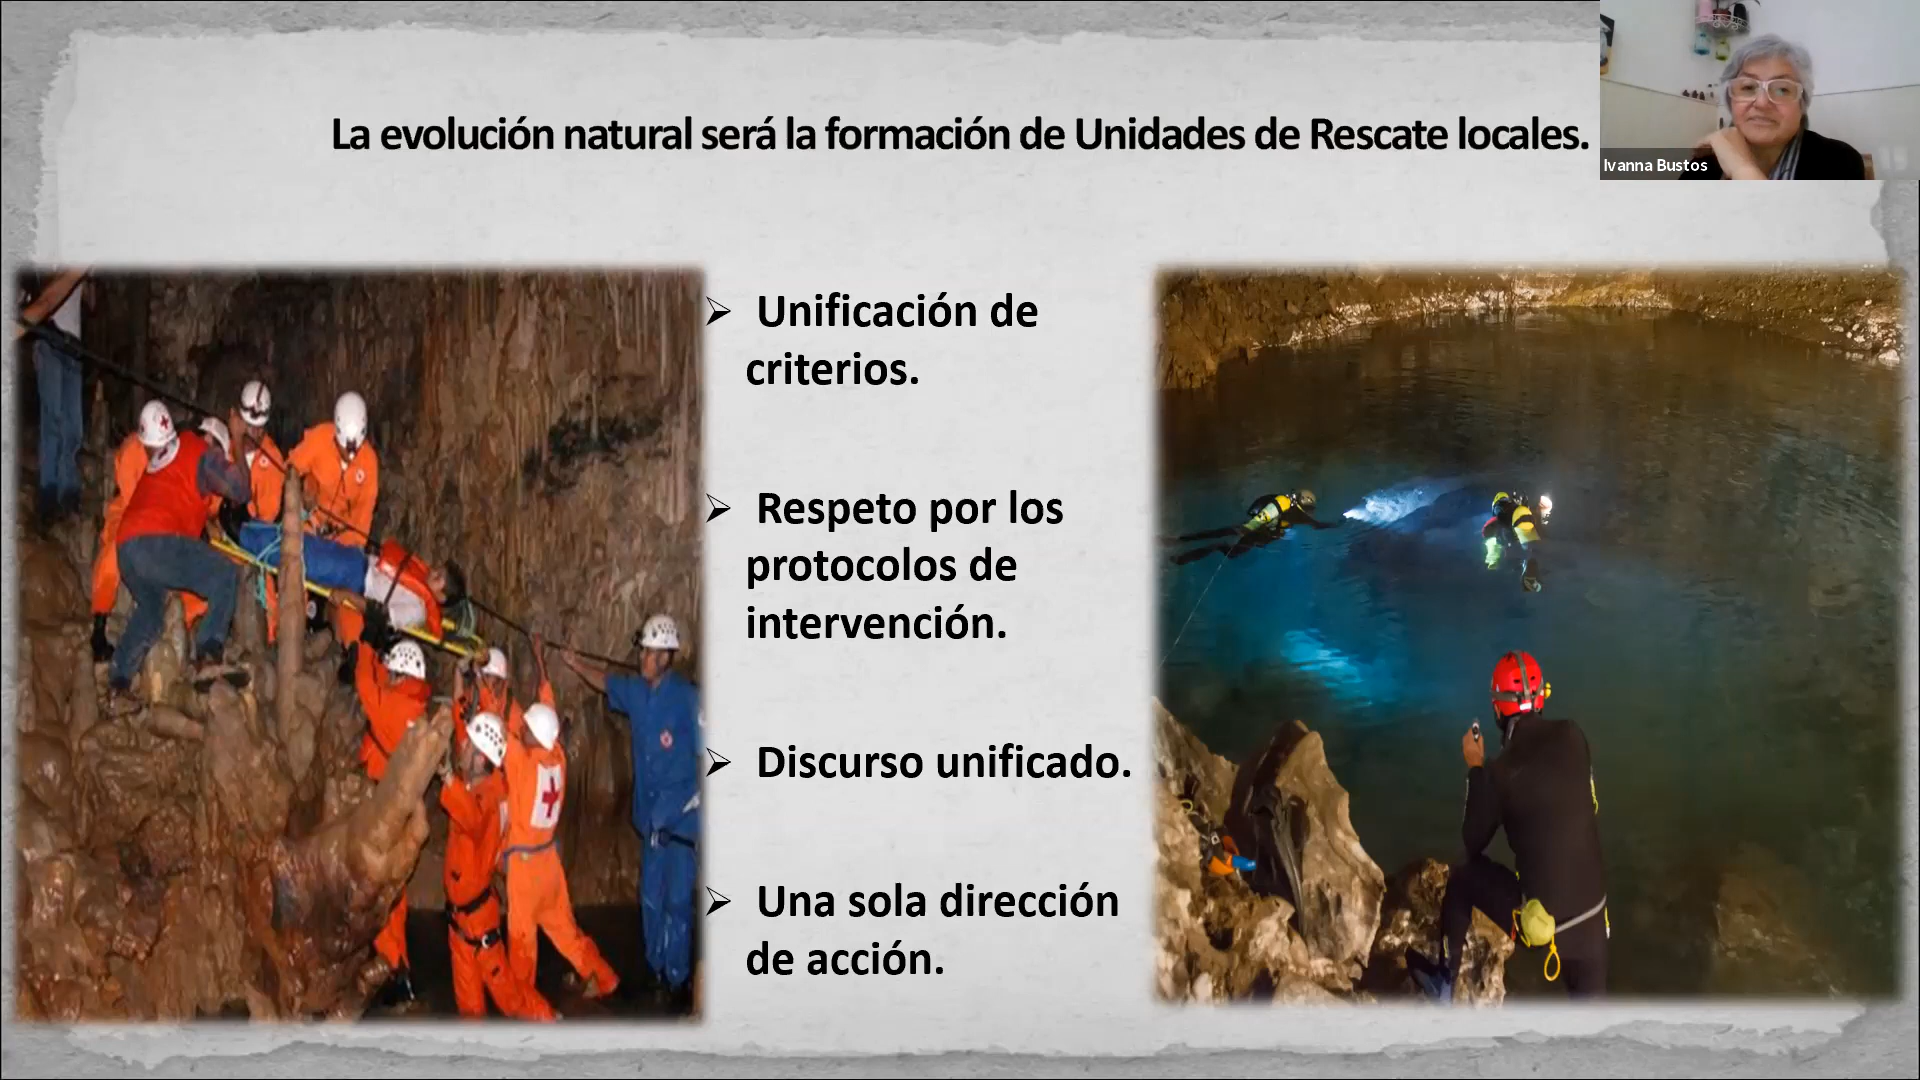 La evolución natural será la formación de Unidades de Rescate locales.
Ivanna Bustos
➢ Unificación de
criterios.
➢ Respeto por los
protocolos de
intervención.
➢ Discurso unificado.
➢ Una sola dirección
de acción.